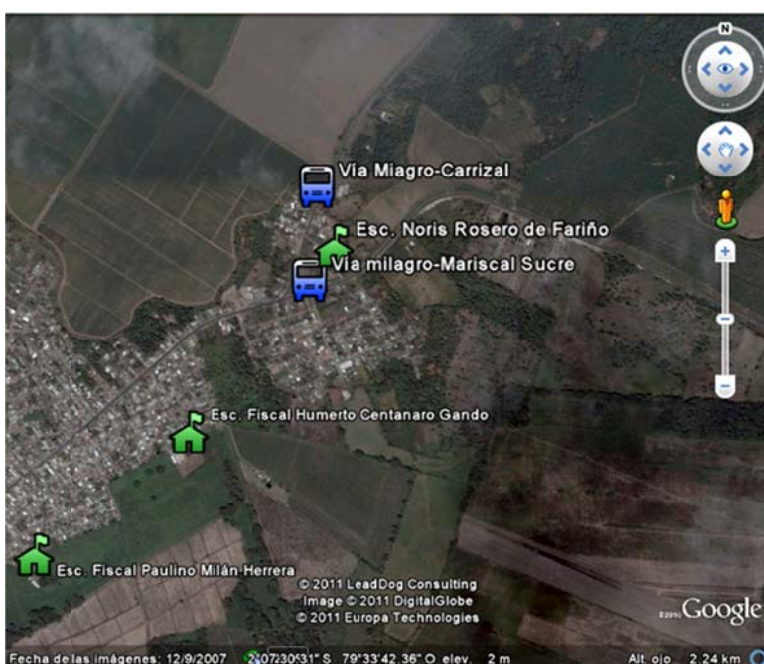 N
Vía Miagro-Carrizal
Esc. Noris Rosero de Fariño
Vía milagro-Mariscal Sucre
Esc. Fiscal Humerto Centanaro Gando
Esc. Fiscal Paulino Milán Herrera
© 2011 LeadDog Consulting
Image © 2011 DigitalGlobe
© 2011 Europa Technologies
©2010 Google
Fecha de las imágenes: 12/9/2007 79°33'42.36" O elev. 2 m Alt. ojo 2.24 km